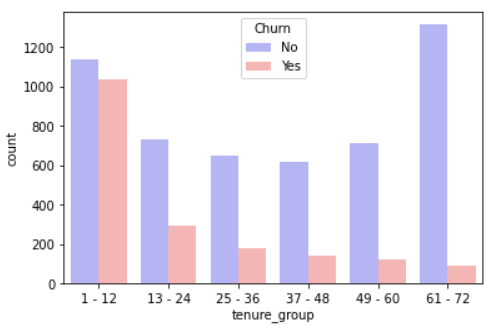 Churn
No
Yes
1200
1000
800
600
400
200
0
count
1 - 12 13 - 24 25 - 36 37 - 48 49 - 60 61 - 72
tenure_group